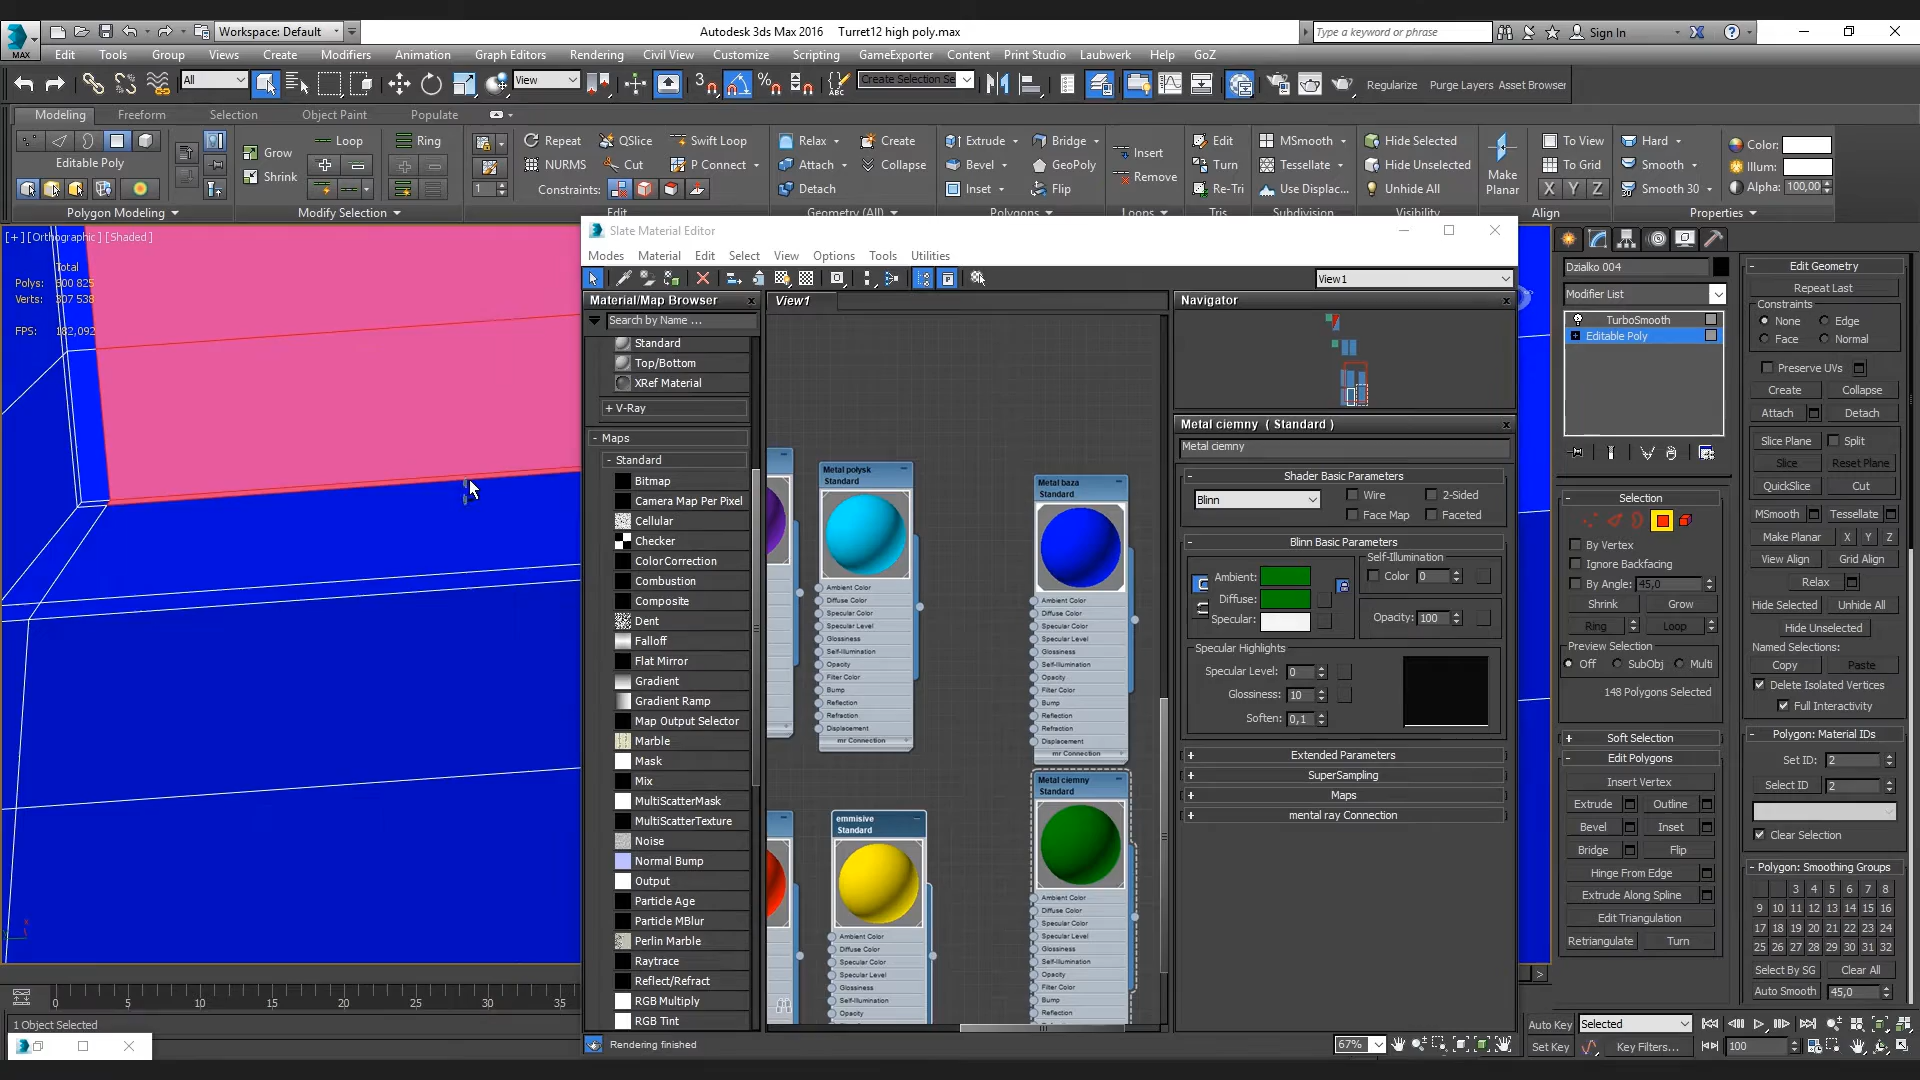 MAX
Workspace: Default
Autodesk 3ds Max 2016 Turret12 high poly.max
Type a keyword or phrase
Sign In
Edit Tools Group Views Create Modifiers Animation Graph Editors Rendering Civil View Customize Scripting GameExporter Content Print Studio Laubwerk Help GoZ
All
View
3
Create Selection Se
Regularize
Purge Layers
Asset Browser
Modeling Freeform Selection Object Paint Populate
Editable Poly
Polygon Modeling
Grow
Shrink
Loop
Ring
Modify Selection
1
Repeat QSlice Swift Loop
NURMS Cut P Connect
Constraints:
Edit
Relax Create
Attach Collapse
Detach
Geometry (All)
Extrude Bridge
Bevel GeoPoly
Inset Flip
Polygons
Insert
Remove
Loops
Edit
Turn
Re-Tri
Tris
MSmooth
Tessellate
Use Displac...
Subdivision
Hide Selected
Hide Unselected
Unhide All
Visibility
Make Planar
To View
To Grid
X Y Z
Align
Hard
Smooth
Smooth 30
Color:
Illum:
Alpha: 100,00
Properties
[+] [Orthographic] [Shaded]
Total
Polys: 600 825
Verts: 307 538
FPS: 182,092
Slate Material Editor
Modes Material Edit Select View Options Tools Utilities
View1
Material/Map Browser
Search by Name ...
Standard
Top/Bottom
XRef Material
+ V-Ray
- Maps
- Standard
Bitmap
Camera Map Per Pixel
Cellular
Checker
ColorCorrection
Combustion
Composite
Dent
Falloff
Flat Mirror
Gradient
Gradient Ramp
Map Output Selector
Marble
Mask
Mix
MultiScatterMask
MultiScatterTexture
Noise
Normal Bump
Output
Particle Age
Particle MBlur
Perlin Marble
Raytrace
Reflect/Refract
RGB Multiply
RGB Tint
Rendering finished
View1
Metal polysk
Standard
Ambient Color
Diffuse Color
Specular Color
Specular Level
Glossiness
Self-Illumination
Opacity
Filter Color
Bump
Reflection
Refraction
Displacement
mr Connection
Metal baza
Standard
Ambient Color
Diffuse Color
Specular Color
Specular Level
Glossiness
Self-Illumination
Opacity
Filter Color
Bump
Reflection
Refraction
Displacement
mr Connection
emmisive
Standard
Ambient Color
Diffuse Color
Specular Color
Specular Level
Glossiness
Self-Illumination
Opacity
Metal ciemny
Standard
Ambient Color
Diffuse Color
Specular Color
Specular Level
Glossiness
Self-Illumination
Opacity
Filter Color
Bump
Reflection
Navigator
Metal ciemny ( Standard )
Metal ciemny
Shader Basic Parameters
Blinn
Wire 2-Sided
Face Map Faceted
Blinn Basic Parameters
Ambient:
Diffuse:
Specular:
Self-Illumination
Color 0
Opacity: 100
Specular Highlights
Specular Level: 0
Glossiness: 10
Soften: 0,1
Extended Parameters
SuperSampling
Maps
mental ray Connection
67%
Dzialko 004
Modifier List
TurboSmooth
Editable Poly
Selection
By Vertex
Ignore Backfacing
By Angle: 45,0
Shrink Grow
Ring Loop
Preview Selection
Off SubObj Multi
148 Polygons Selected
Soft Selection
Edit Polygons
Insert Vertex
Extrude Outline
Bevel Inset
Bridge Flip
Hinge From Edge
Extrude Along Spline
Edit Triangulation
Retriangulate Turn
Edit Geometry
Repeat Last
Constraints
None Edge
Face Normal
Preserve UVs
Create Collapse
Attach Detach
Slice Plane Split
Slice Reset Plane
QuickSlice Cut
MSmooth Tessellate
Make Planar X Y Z
View Align Grid Align
Relax
Hide Selected Unhide All
Hide Unselected
Named Selections:
Copy Paste
Delete Isolated Vertices
Full Interactivity
Polygon: Material IDs
Set ID: 2
Select ID 2
Clear Selection
Polygon: Smoothing Groups
3 4 5 6 7 8
9 10 11 12 13 14 15 16
17 18 19 20 21 22 23 24
25 26 27 28 29 30 31 32
Select By SG Clear All
Auto Smooth 45,0
0 5 10 15 20 25 30 35
1 Object Selected
Auto Key Selected
Set Key Key Filters...
100